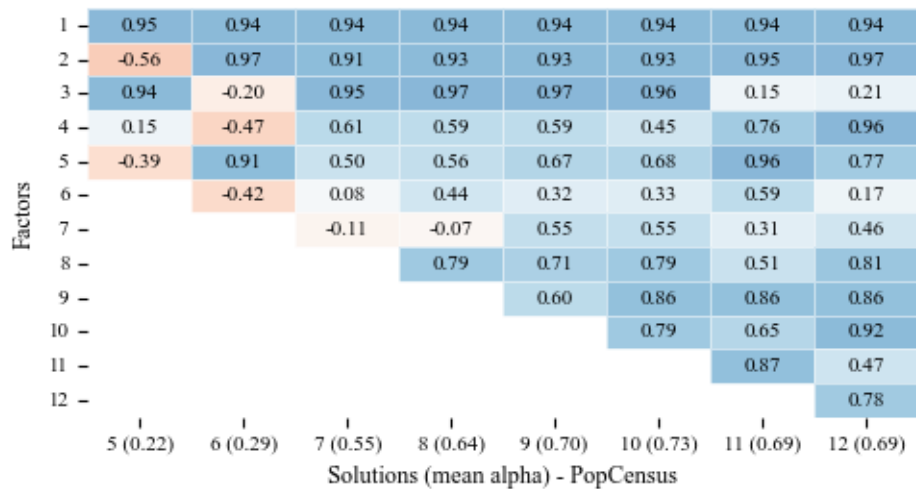 1 0.95 0.94 0.94 0.94 0.94 0.94 0.94 0.94
2 -0.56 0.97 0.91 0.93 0.93 0.93 0.95 0.97
3 0.94 -0.20 0.95 0.97 0.97 0.96 0.15 0.21
4 0.15 -0.47 0.61 0.59 0.59 0.45 0.76 0.96
5 -0.39 0.91 0.50 0.56 0.67 0.68 0.96 0.77
6 -0.42 0.08 0.44 0.32 0.33 0.59 0.17
7 -0.11 -0.07 0.55 0.55 0.31 0.46
8 0.79 0.71 0.79 0.51 0.81
9 0.60 0.86 0.86 0.86
10 0.79 0.65 0.92
11 0.87 0.47
12 0.78
Factors
5 (0.22) 6 (0.29) 7 (0.55) 8 (0.64) 9 (0.70) 10 (0.73) 11 (0.69) 12 (0.69)
Solutions (mean alpha) - PopCensus